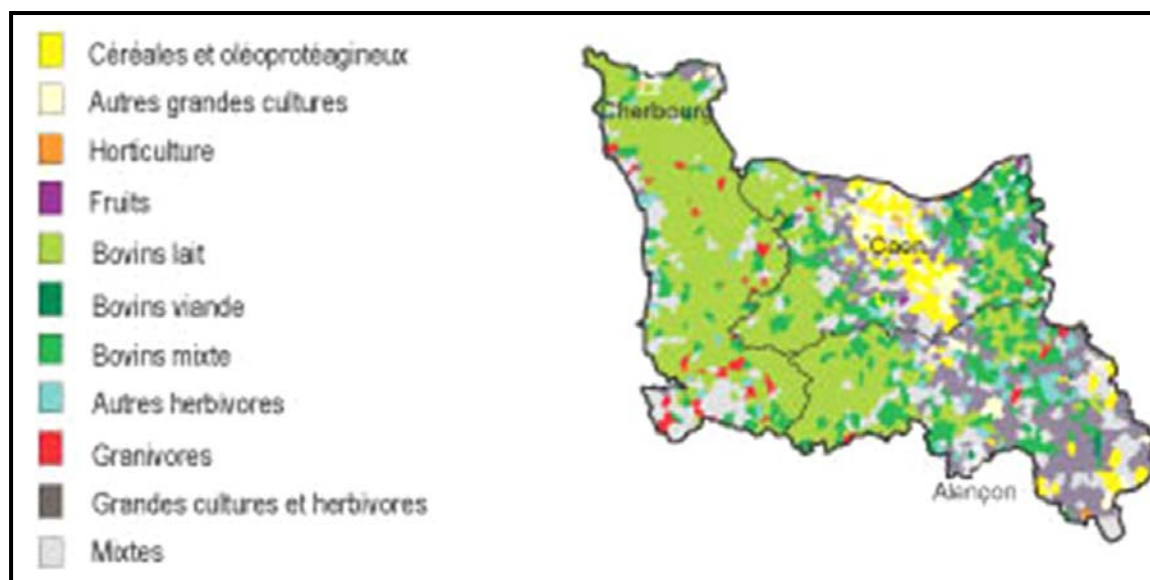 Céréales et oléoprotéagineux
Autres grandes cultures
Horticulture
Fruits
Bovins lait
Bovins viande
Bovins mixte
Autres herbivores
Granivores
Grandes cultures et herbivores
Mixtes
Cherbourg
Caen
Alençon